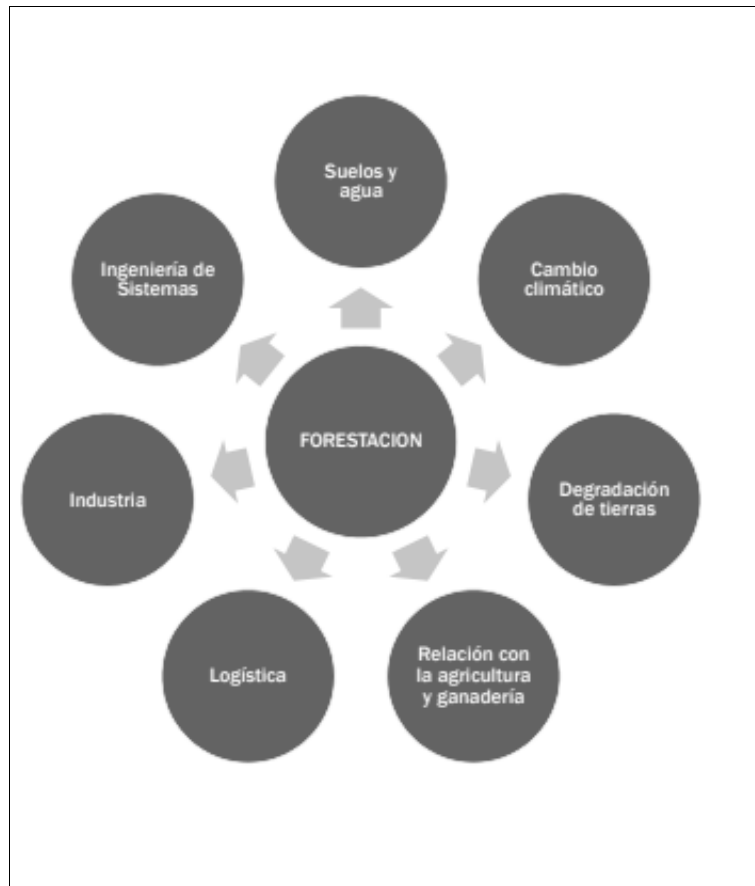 Suelos y
agua
Cambio
climático
Degradación
de tierras
Relación con
la agricultura
y ganadería
Logística
Industria
Ingeniería de
Sistemas
FORESTACION